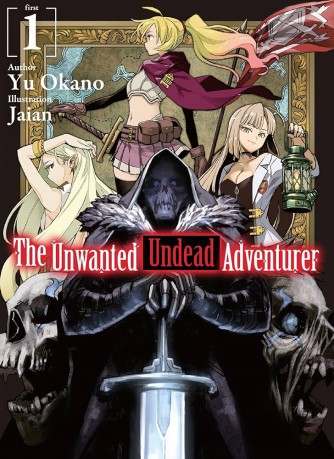 first
1
Author
Yu Okano
Illustration
Jaian
The Unwanted Undead Adventurer